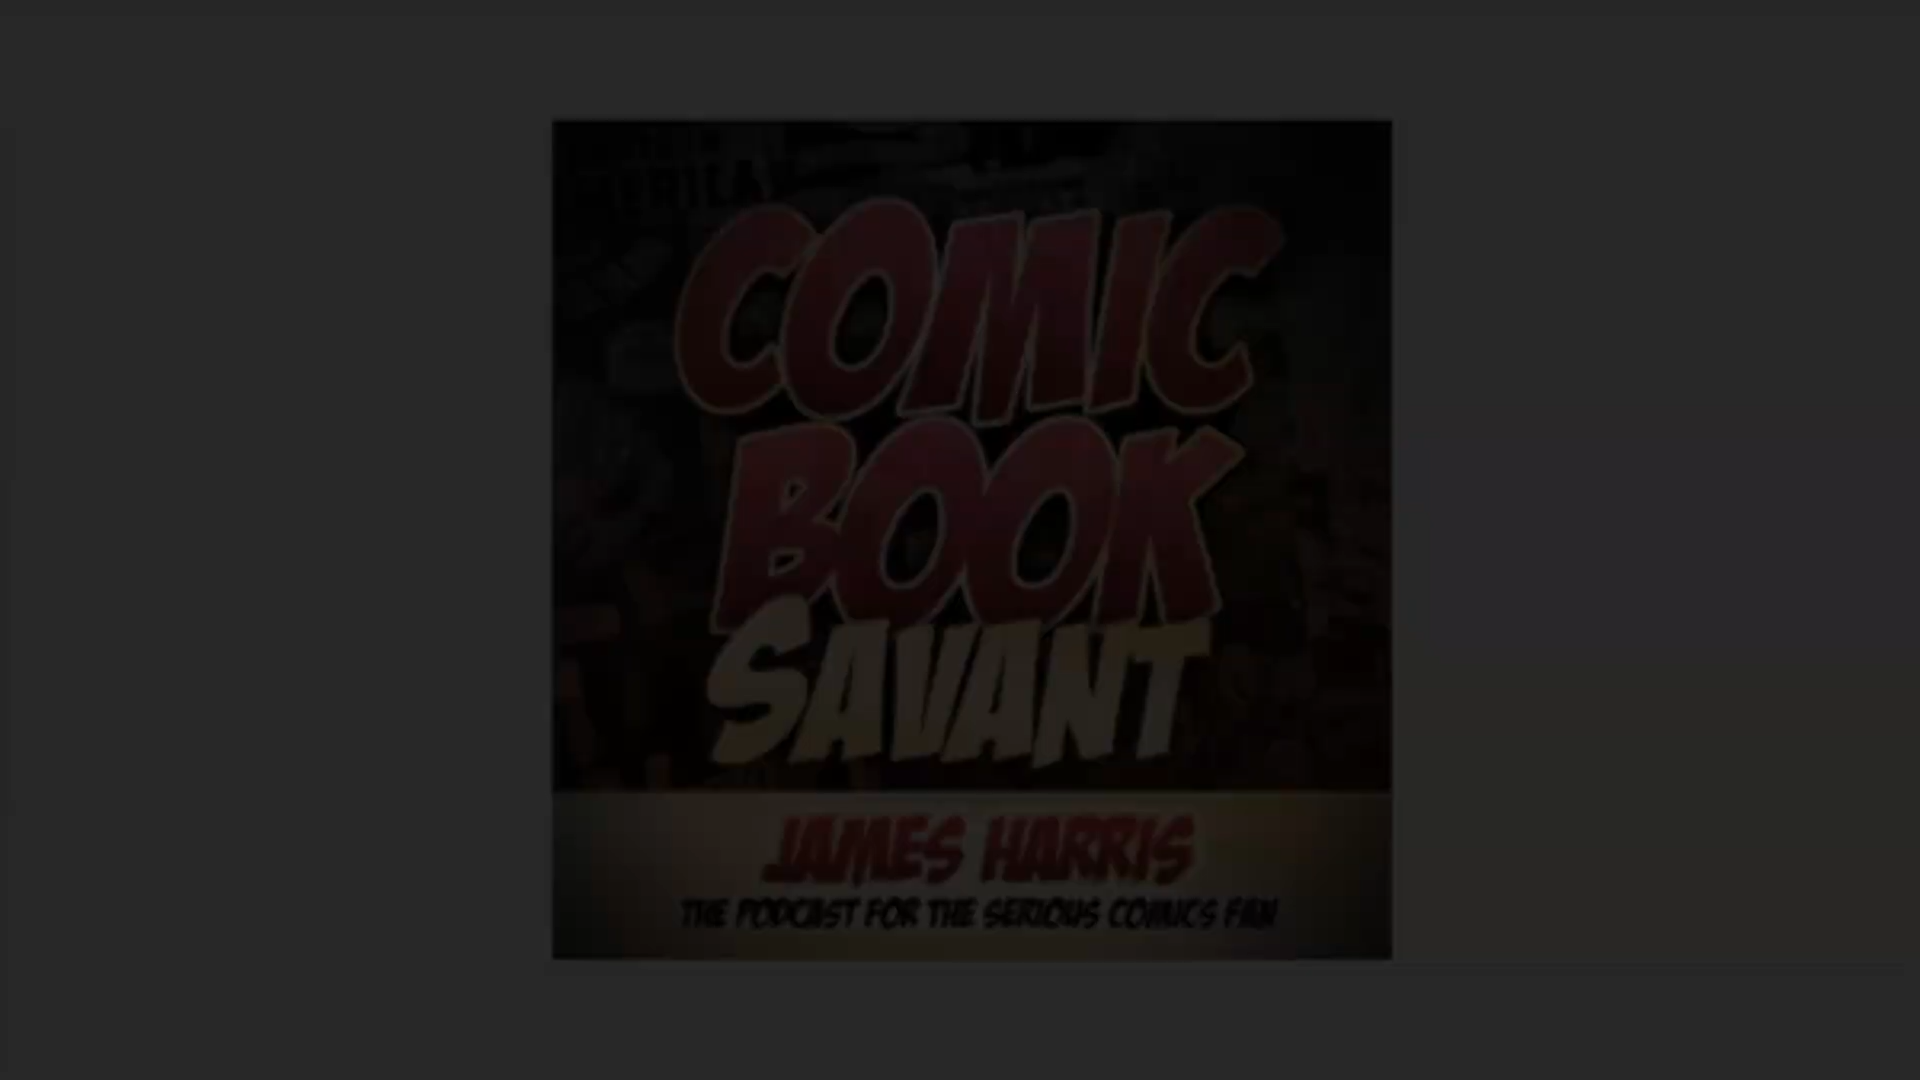 COMIC
BOOK
SAVANT
JAMES HARRIS
THE PODCAST FOR THE SERIOUS COMICS FAN